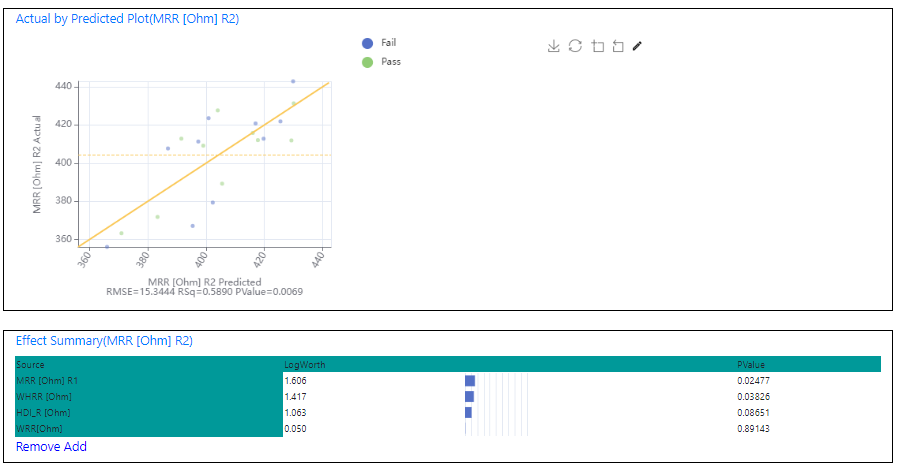 Actual by Predicted Plot(MRR [Ohm] R2)
Fail
Pass
440
420
400
380
360
MRR [Ohm] R2 Actual
360
380
400
420
440
MRR [Ohm] R2 Predicted
RMSE=15.3444 RSq=0.5890 PValue=0.0069
Effect Summary(MRR [Ohm] R2)
Source LogWorth PValue
MRR [Ohm] R1 1.606 0.02477
WHRR [Ohm] 1.417 0.03826
HDI_R [Ohm] 1.063 0.08651
WRR[Ohm] 0.050 0.89143
Remove Add